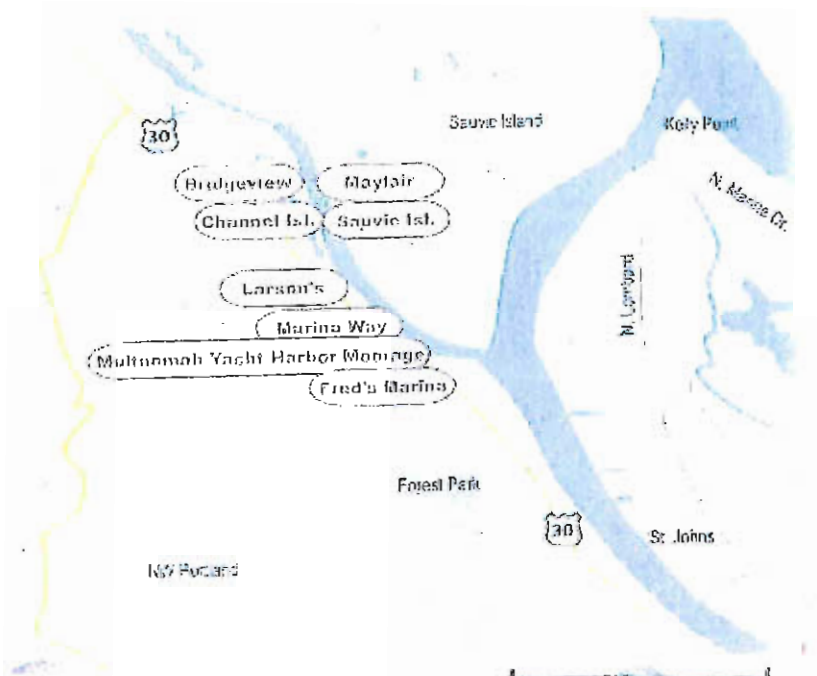 Sauvie Island
Kelly Point
30
Bridgeview
Mayfair
N. Marine Dr.
Channel Isl.
Sauvie Isl.
Larson's
Marina Way
Multnomah Yacht Harbor Moorage
Fred's Marina
Forest Park
30
St. Johns
NW Portland